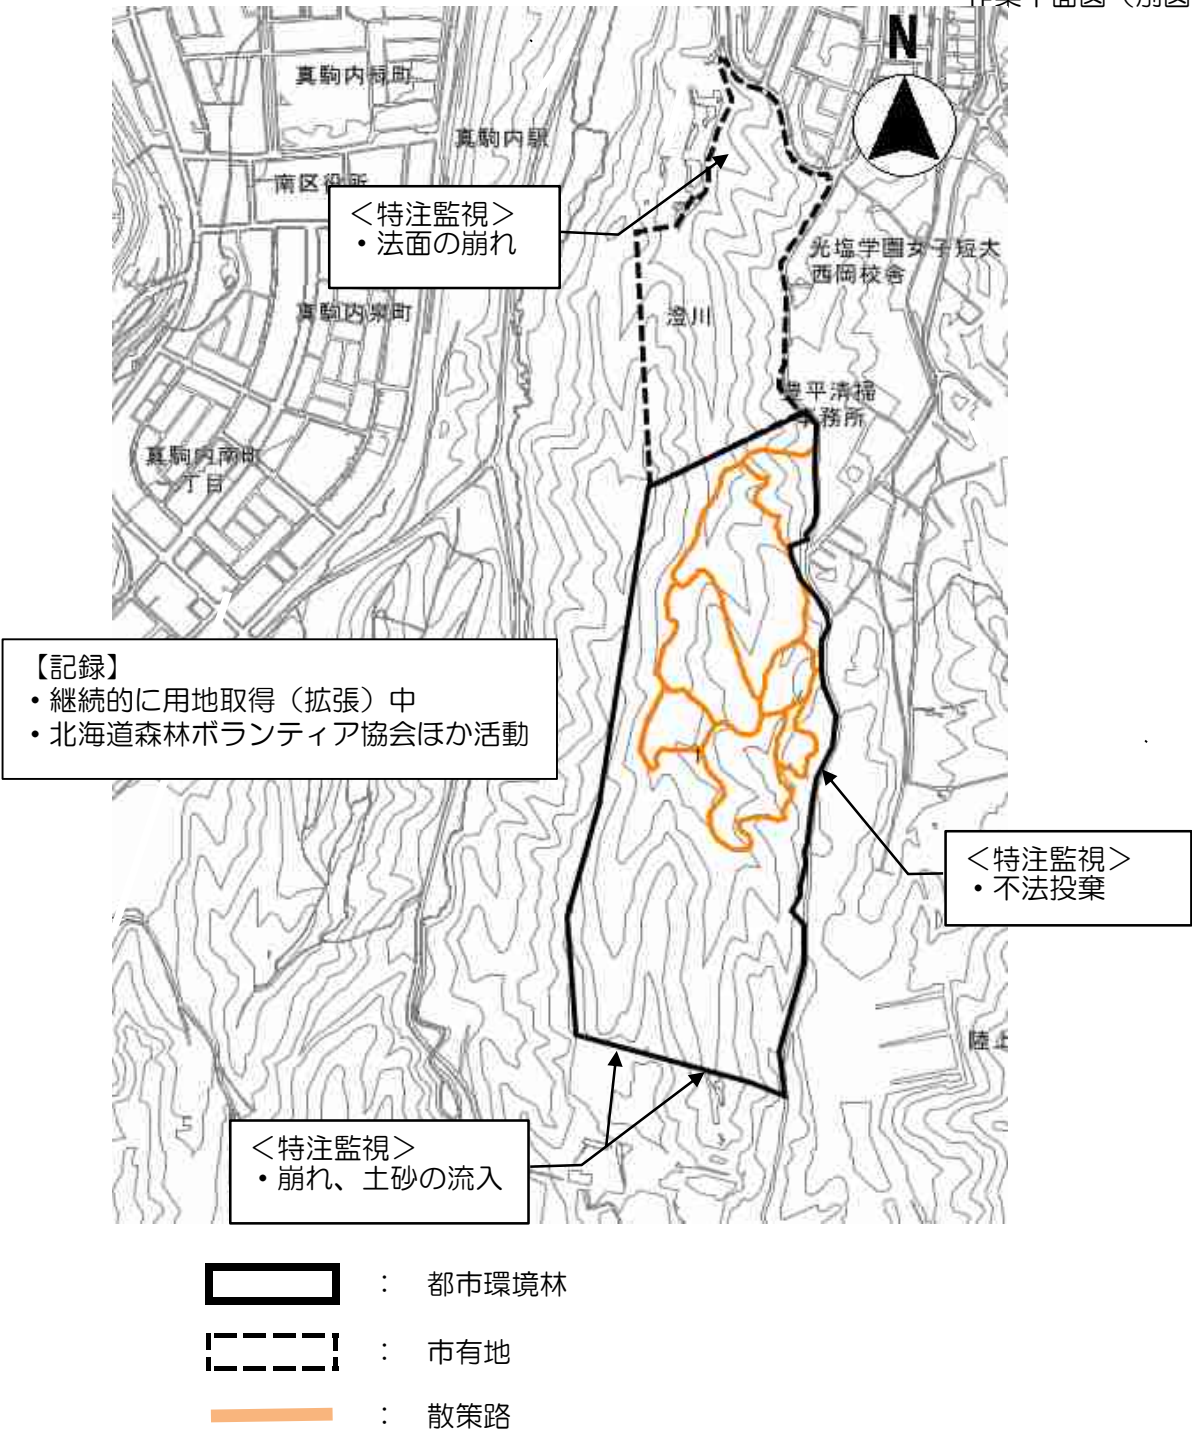 N
真駒内緑町
真駒内駅
南区役所
＜特注監視＞
・法面の崩れ
光塩学園女子短大
西岡校舎
真駒内泉町
澄川
豊平清掃
事務所
真駒内南町
丁目
【記録】
・継続的に用地取得（拡張）中
・北海道森林ボランティア協会ほか活動
＜特注監視＞
・不法投棄
陸上
＜特注監視＞
・崩れ、土砂の流入
： 都市環境林
： 市有地
： 散策路